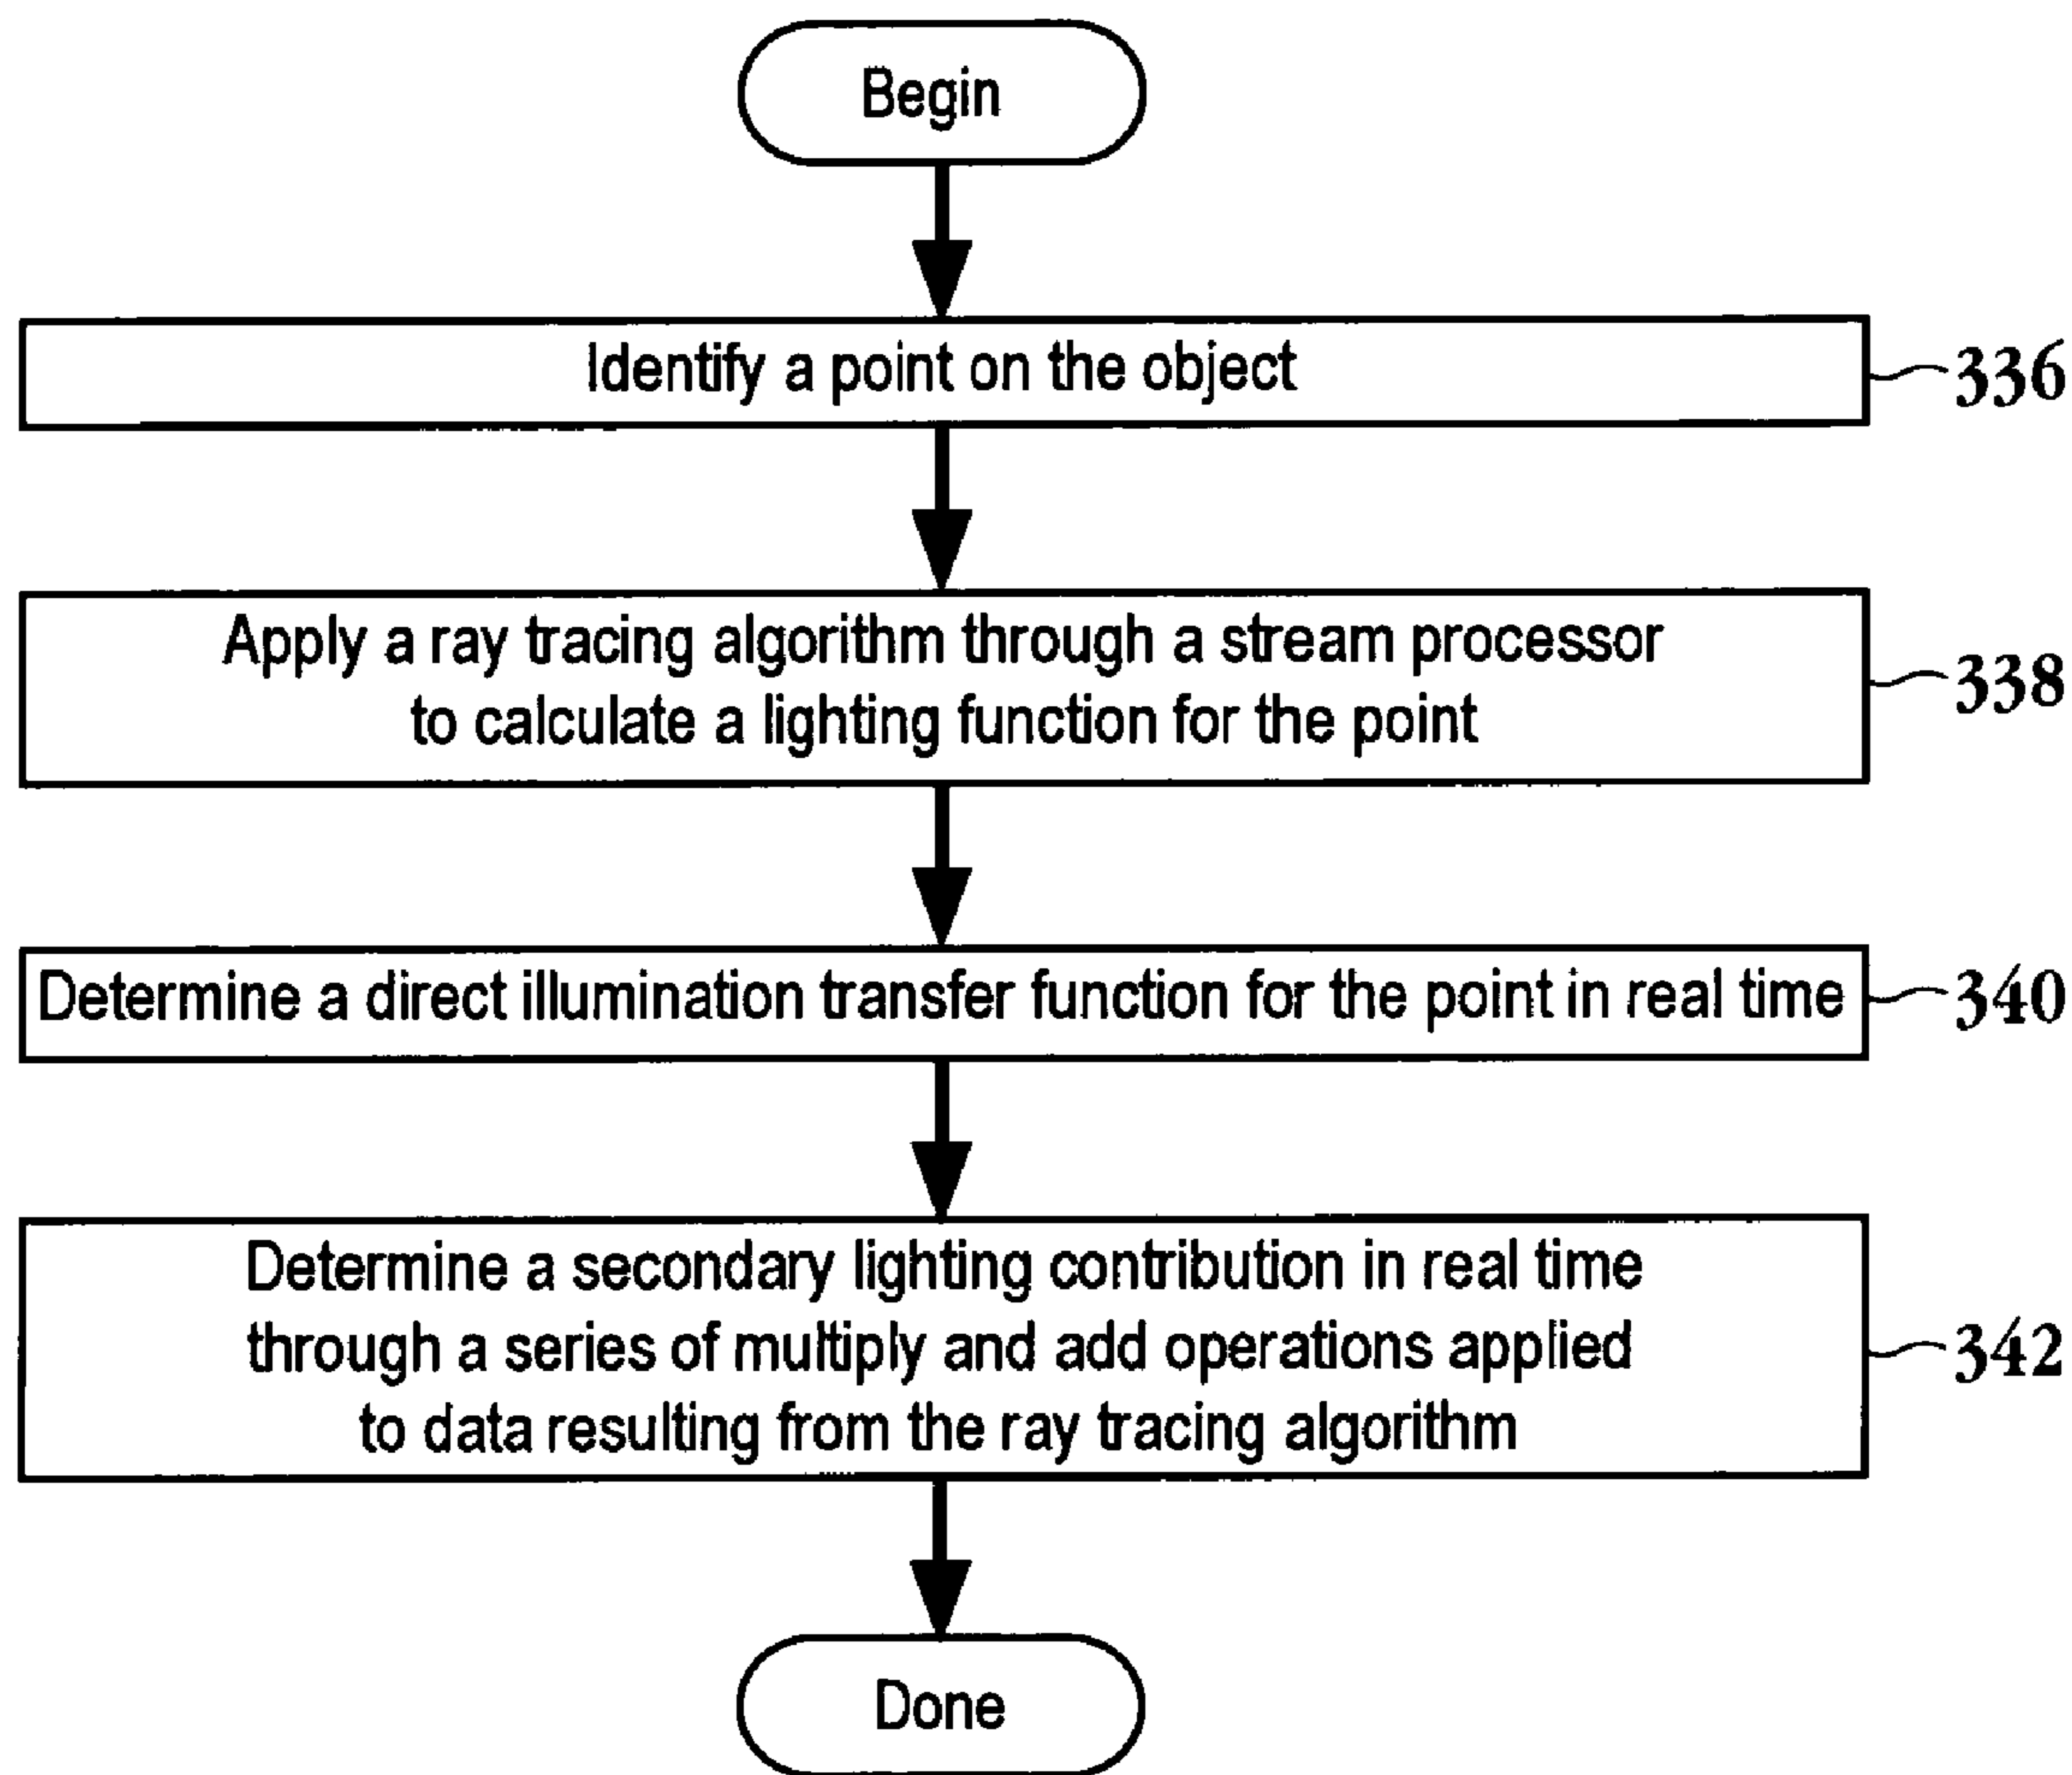 Begin
Identify a point on the object
336
Apply a ray tracing algorithm through a stream processor
to calculate a lighting function for the point
338
Determine a direct illumination transfer function for the point in real time
340
Determine a secondary lighting contribution in real time
through a series of multiply and add operations applied
to data resulting from the ray tracing algorithm
342
Done